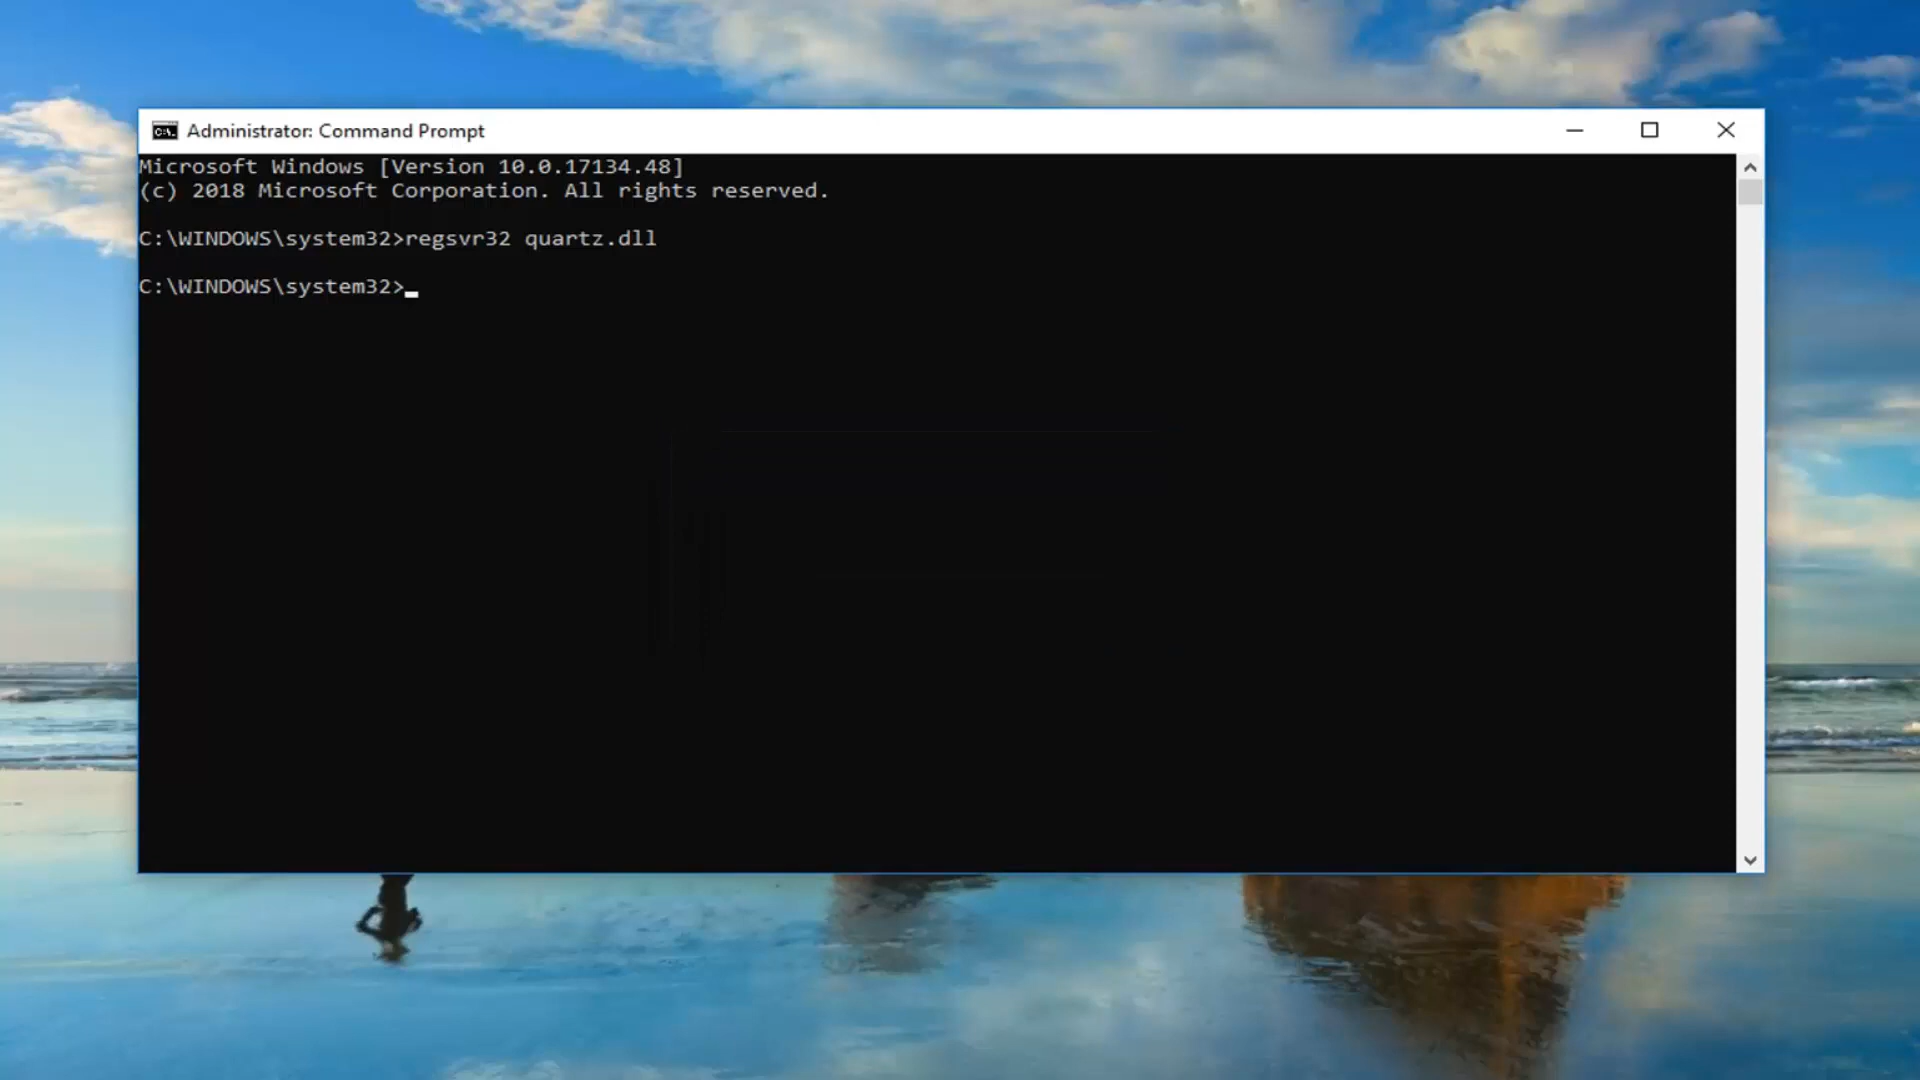 Administrator: Command Prompt
Microsoft Windows [Version 10.0.17134.48]
(c) 2018 Microsoft Corporation. All rights reserved.
C:\WINDOWS\system32>regsvr32 quartz.dll
C:\WINDOWS\system32>